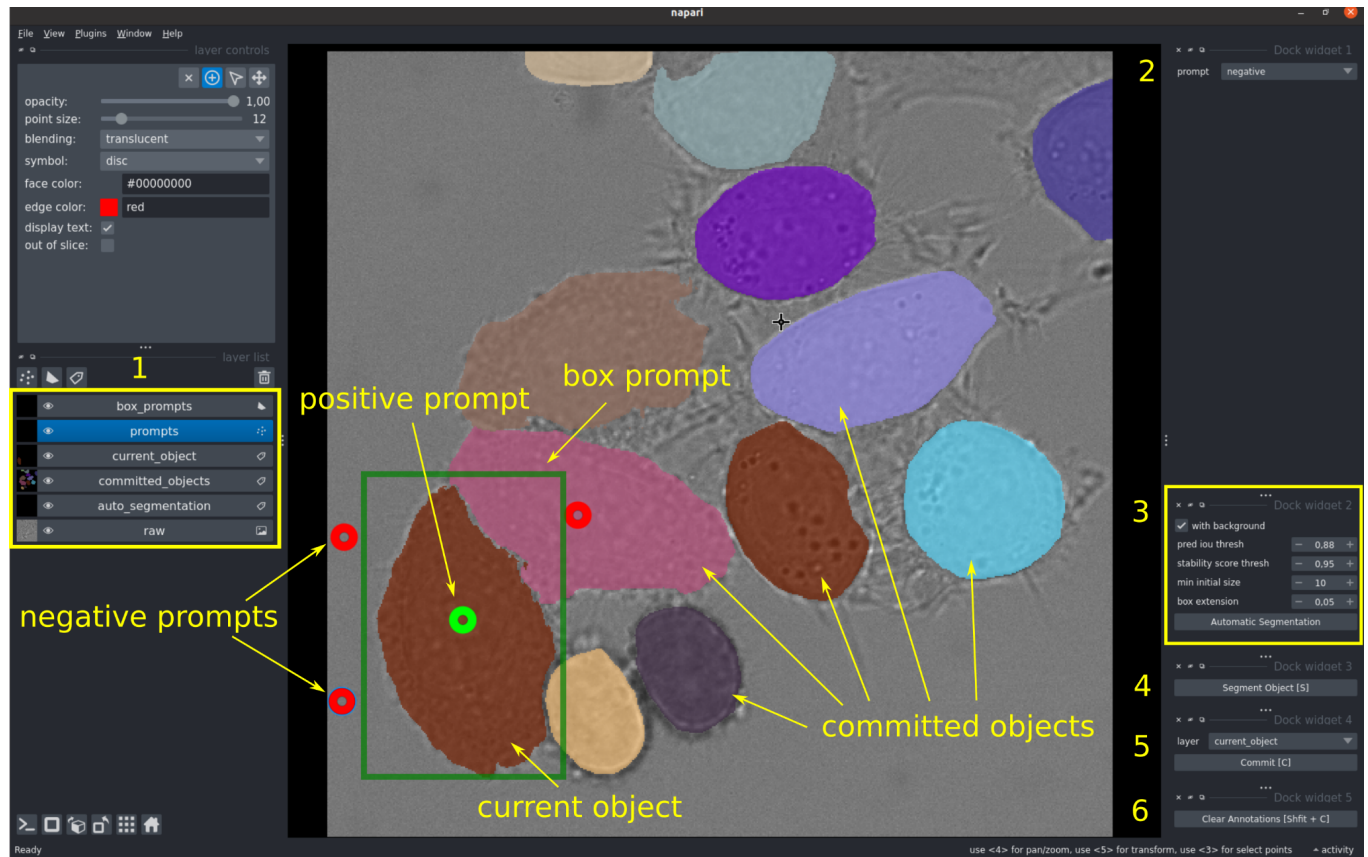 napari
File View Plugins Window Help
layer controls
opacity: 1,00
point size: 12
blending: translucent
symbol: disc
face color: #00000000
edge color: red
display text:
out of slice:
1
layer list
box_prompts
prompts
current_object
committed_objects
auto_segmentation
raw
positive prompt
box prompt
negative prompts
current object
committed objects
2
Dock widget 1
prompt negative
3
Dock widget 2
with background
pred iou thresh 0,88
stability score thresh 0,95
min initial size 10
box extension 0,05
Automatic Segmentation
Dock widget 3
4
Segment Object [S]
Dock widget 4
5
layer current_object
Commit [C]
Dock widget 5
6
Clear Annotations [Shfit + C]
Ready
use <4> for pan/zoom, use <5> for transform, use <3> for select points
activity